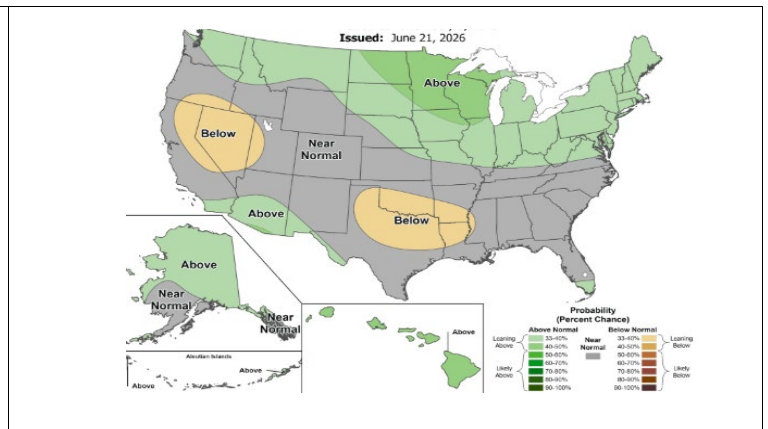 Issued: June 21, 2026
Above
Below
Near
Normal
Above
Below
Above
Near
Normal
Near
Normal
Aleutian Islands
Above
Above
Above
Probability
(Percent Chance)
Above Normal
Below Normal
Leaning
Above
33-40%
40-50%
Likely
Above
50-60%
60-70%
70-80%
80-90%
90-100%
Near
Normal
33-40%
40-50%
Leaning
Below
50-60%
60-70%
70-80%
90-100%
Likely
Below